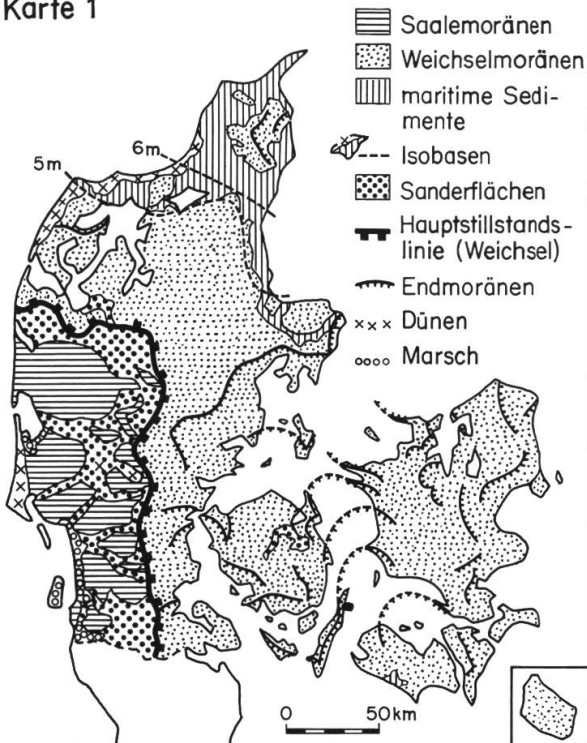 Karte 1
Saalemoränen
Weichselmoränen
maritime Sedi-
mente
Isobasen
Sanderflächen
Hauptstillstands-
linie (Weichsel)
Endmoränen
Dünen
Marsch
6m
5m
0 50km